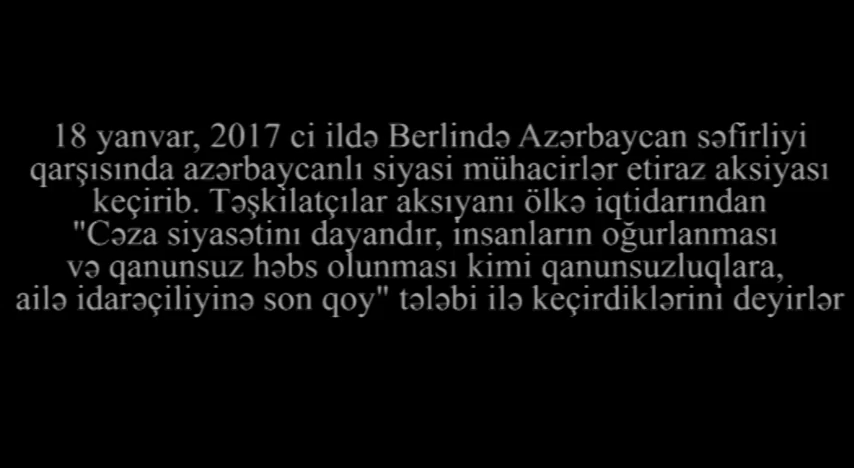 18 yanvar, 2017 ci ildə Berlində Azərbaycan səfirliyi
qarşısında azərbaycanlı siyasi mühacirlər etiraz aksiyası
keçirib. Təşkilatçılar aksıyanı ölkə iqtidarından
"Cəza siyasətinı dayandır, insanların oğurlanması
və qanunsuz həbs olunması kimi qanunsuzluqlara,
ailə idarəçiliyinə son qoy" tələbi ilə keçirdiklərini deyirlər